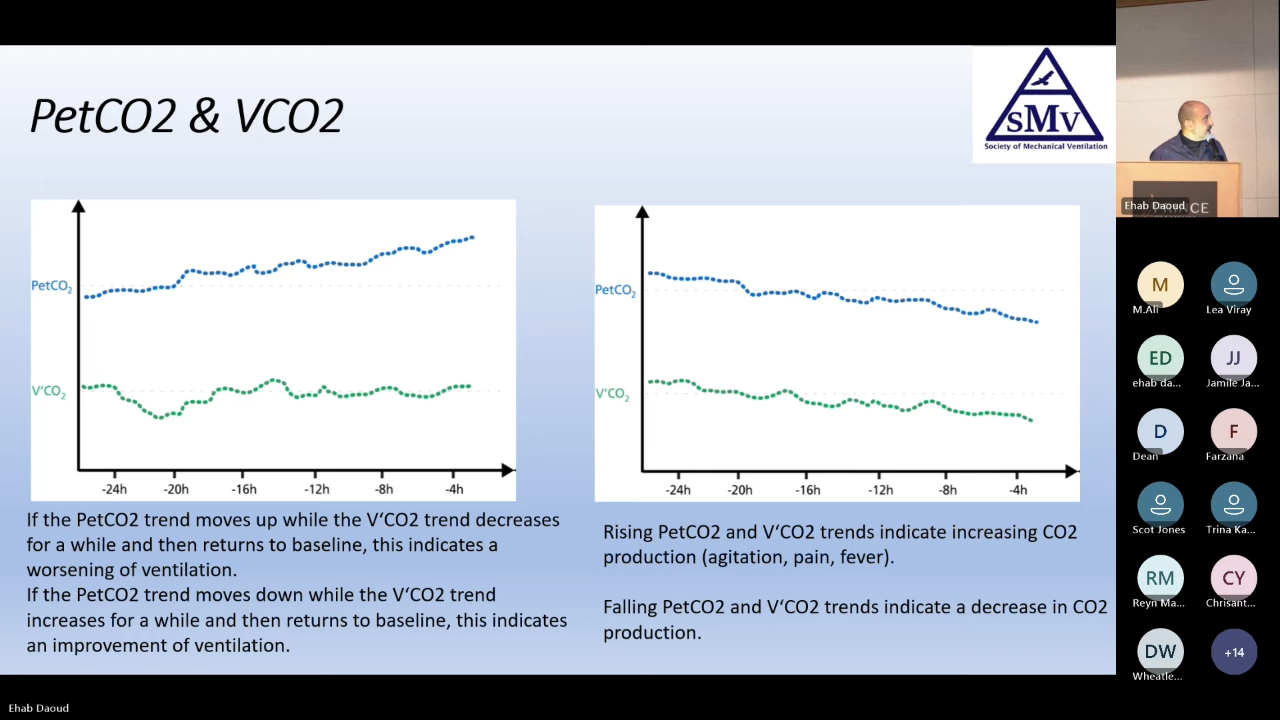 PetCO2 & VCO2
SMV
Society of Mechanical Ventilation
PetCO2
V'CO2
-24h -20h -16h -12h -8h -4h
PetCO2
V'CO2
-24h -20h -16h -12h -8h -4h
If the PetCO2 trend moves up while the V'CO2 trend decreases
for a while and then returns to baseline, this indicates a
worsening of ventilation.
If the PetCO2 trend moves down while the V'CO2 trend
increases for a while and then returns to baseline, this indicates
an improvement of ventilation.
Rising PetCO2 and V'CO2 trends indicate increasing CO2
production (agitation, pain, fever).
Falling PetCO2 and V'CO2 trends indicate a decrease in CO2
production.
Ehab Daoud
M
M.Ali
Lea Viray
ED
ehab da...
JJ
Jamile Ja...
D
Dean
F
Farzana
Scot Jones
Trina Ka...
RM
Reyn Ma...
CY
Chrisant...
DW
Wheatle...
+14
Ehab Daoud